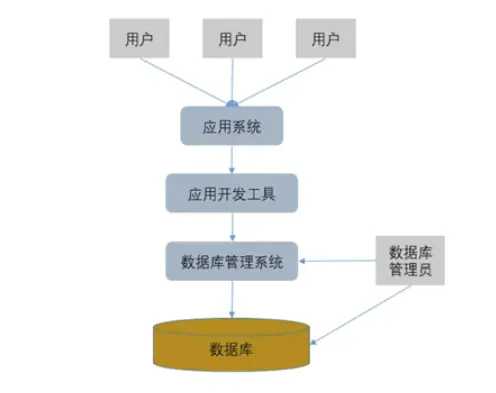 用户
用户
用户
应用系统
应用开发工具
数据库管理系统
数据库
管理员
数据库